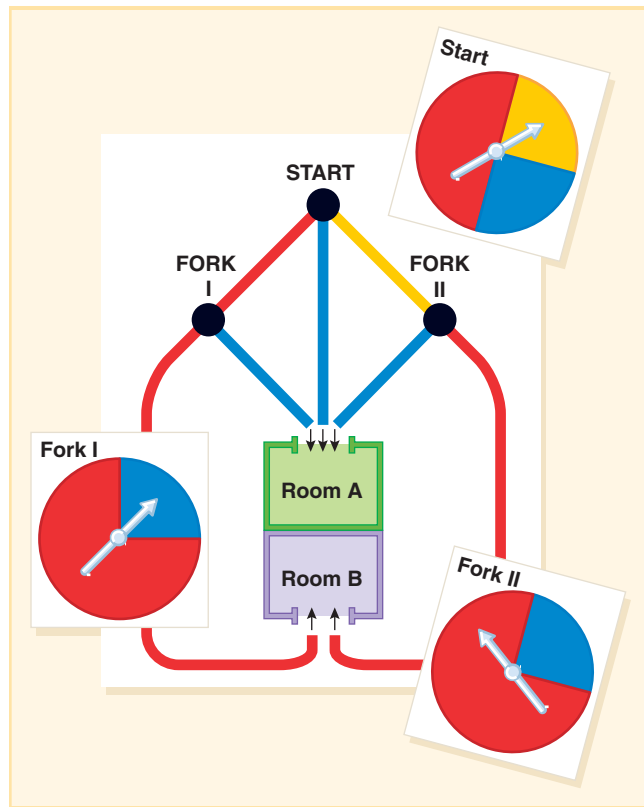 Start
START
FORK
I
FORK
II
Fork I
Room A
Room B
Fork II